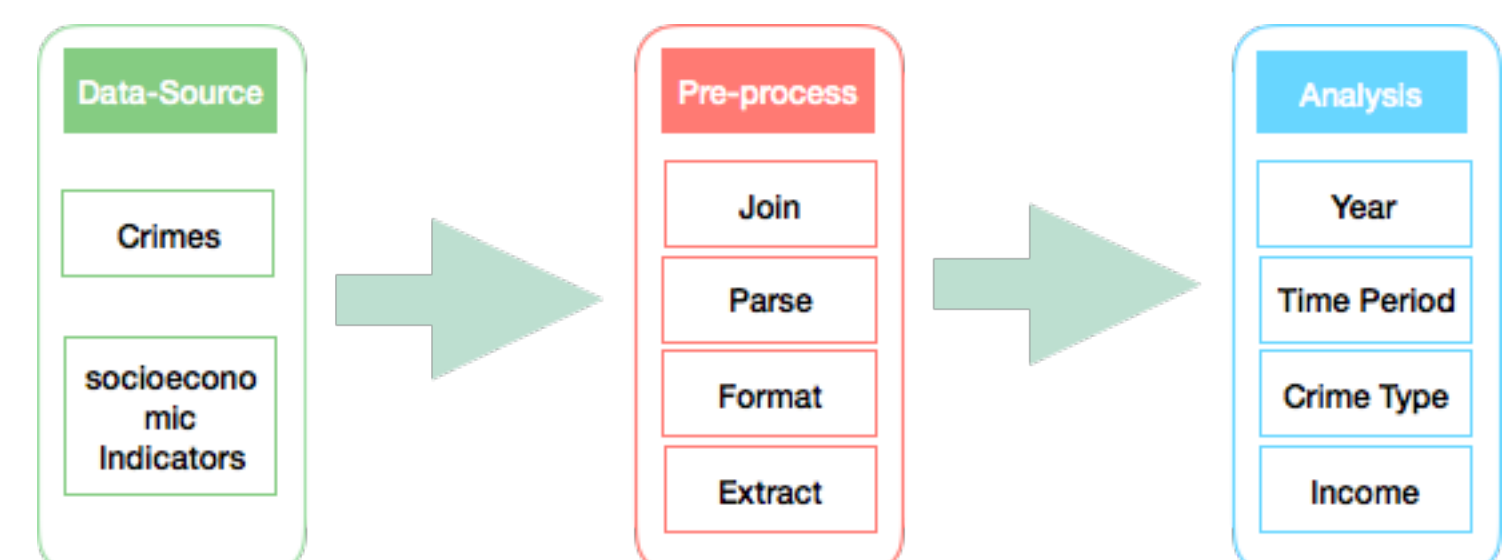 Data-Source
Crimes
socioecono
mic
Indicators
Pre-process
Join
Parse
Format
Extract
Analysis
Year
Time Period
Crime Type
Income